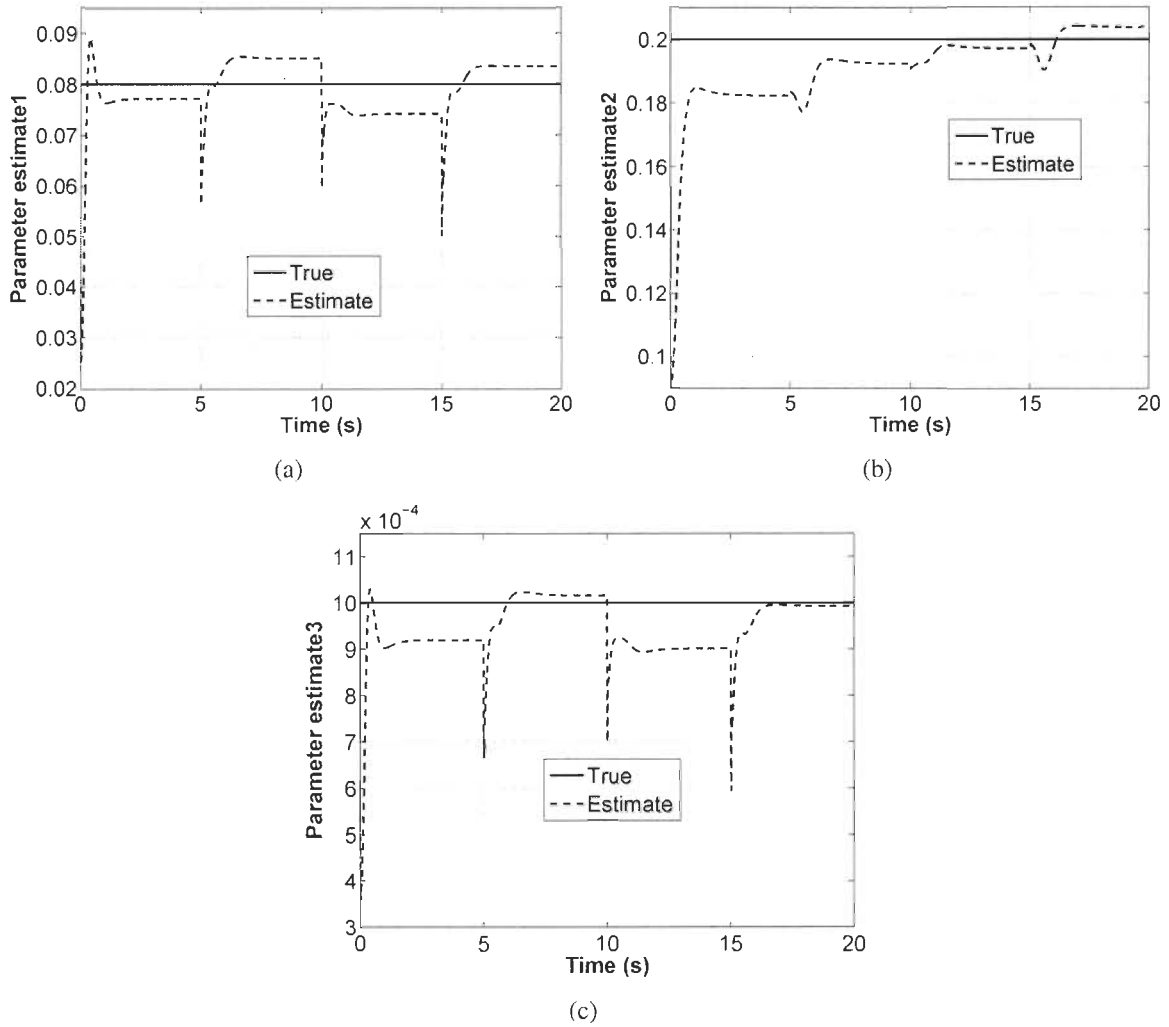 Parameter estimate1
0.09
0.08
0.07
0.06
0.05
0.04
0.03
0.02
True
Estimate
0 5 10 15 20
Time (s)
(a)
Parameter estimate2
0.2
0.18
0.16
0.14
0.12
0.1
True
Estimate
0 5 10 15 20
Time (s)
(b)
x 10⁻⁴
Parameter estimate3
11
10
9
8
7
6
5
4
3
True
Estimate
0 5 10 15 20
Time (s)
(c)